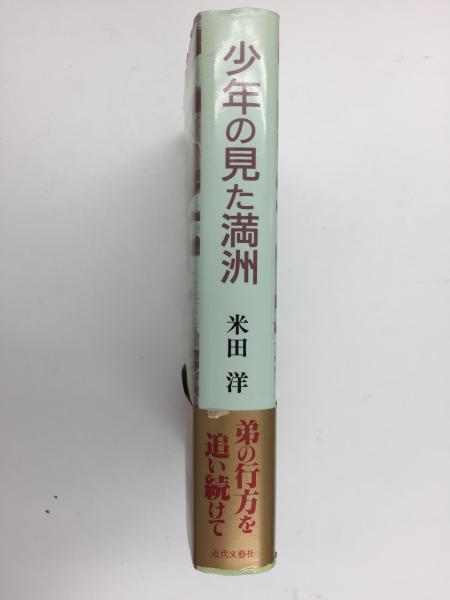 少年の見た満洲
米田 洋
弟の行方を
追い続けて
近代文藝社